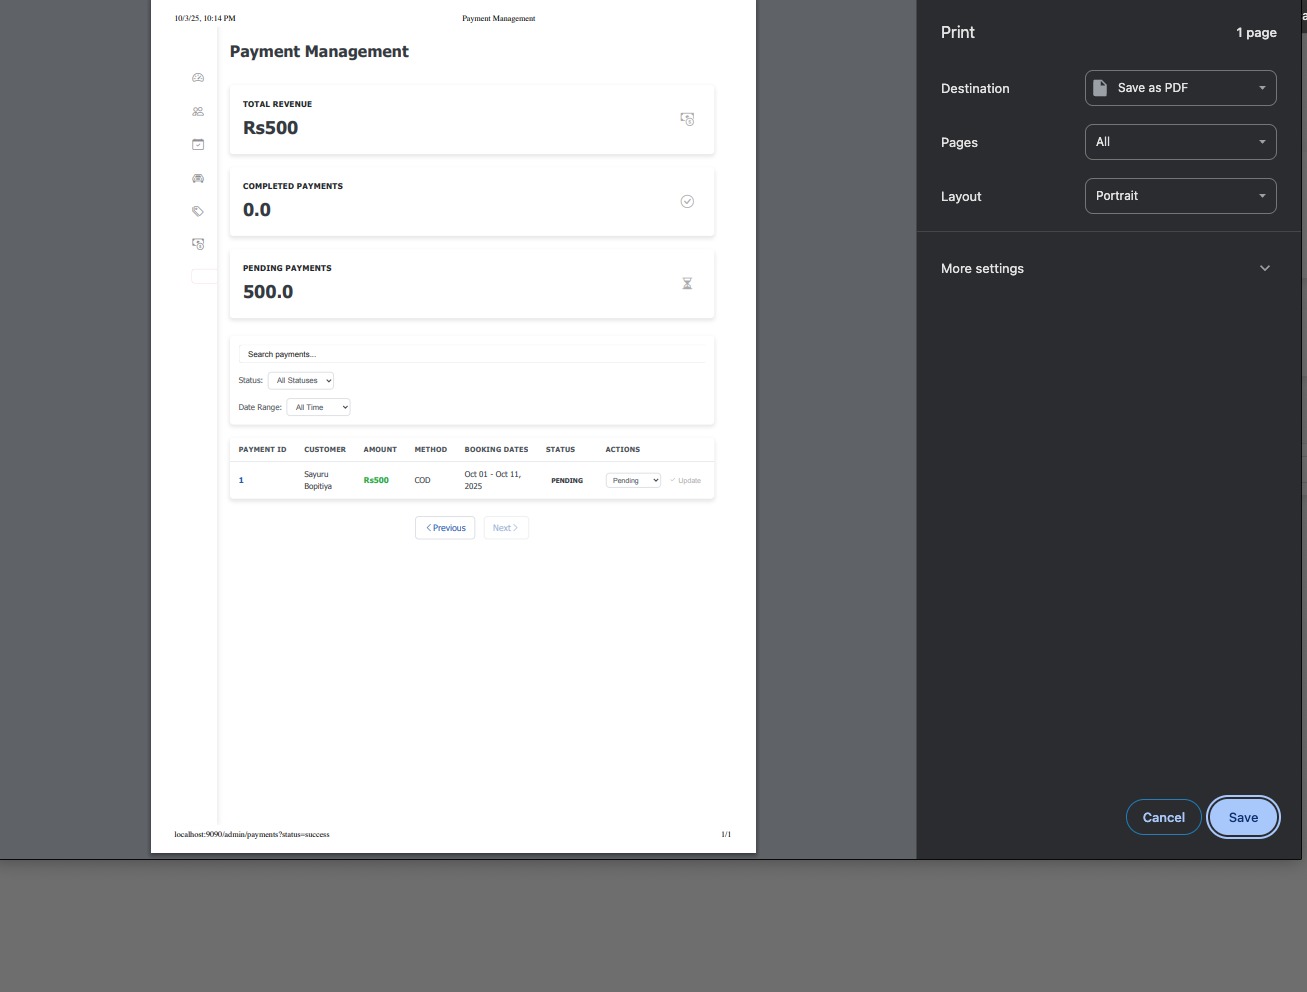 10/3/25, 10:14 PM
Payment Management
Payment Management
TOTAL REVENUE
Rs500
COMPLETED PAYMENTS
0.0
PENDING PAYMENTS
500.0
Search payments...
Status: All Statuses
Date Range: All Time
PAYMENT ID CUSTOMER AMOUNT METHOD BOOKING DATES STATUS ACTIONS
1 Sayuru Bopitiya Rs500 COD Oct 01 - Oct 11, 2025 PENDING Pending Update
Previous Next
localhost:9090/admin/payments?status=success
1/1
Print
1 page
Destination
Save as PDF
Pages
All
Layout
Portrait
More settings
Cancel
Save